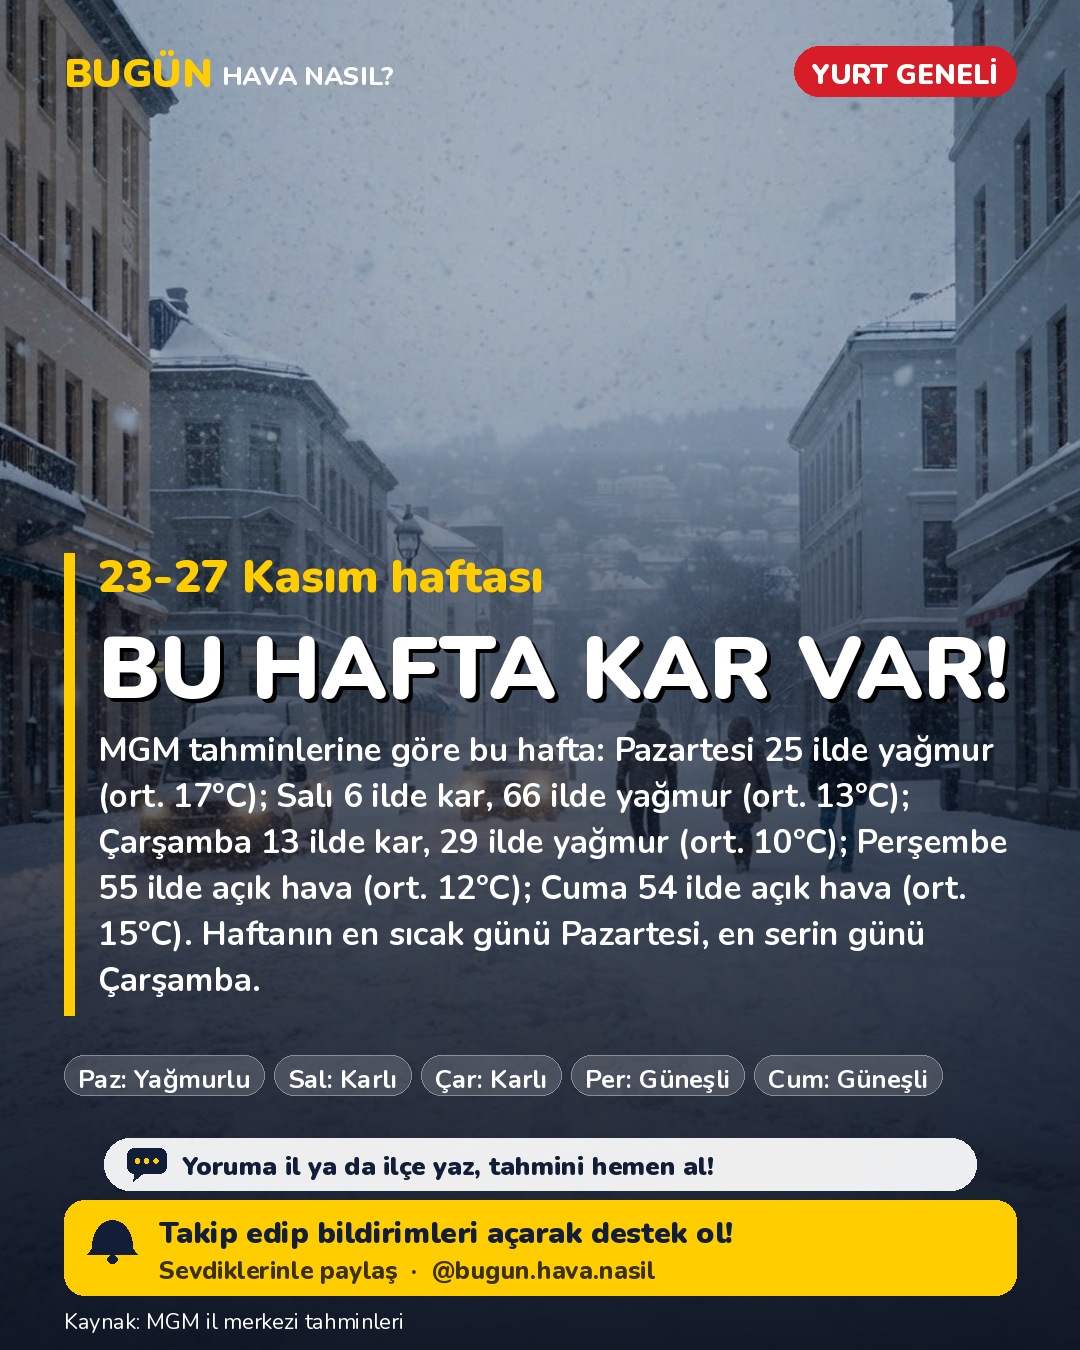 BUGÜN HAVA NASIL?
YURT GENELİ
23-27 Kasım haftası
BU HAFTA KAR VAR!
MGM tahminlerine göre bu hafta: Pazartesi 25 ilde yağmur
(ort. 17°C); Salı 6 ilde kar, 66 ilde yağmur (ort. 13°C);
Çarşamba 13 ilde kar, 29 ilde yağmur (ort. 10°C); Perşembe
55 ilde açık hava (ort. 12°C); Cuma 54 ilde açık hava (ort.
15°C). Haftanın en sıcak günü Pazartesi, en serin günü
Çarşamba.
Paz: Yağmurlu Sal: Karlı Çar: Karlı Per: Güneşli Cum: Güneşli
Yoruma il ya da ilçe yaz, tahmini hemen al!
Takip edip bildirimleri açarak destek ol!
Sevdiklerinle paylaş · @bugun.hava.nasil
Kaynak: MGM il merkezi tahminleri